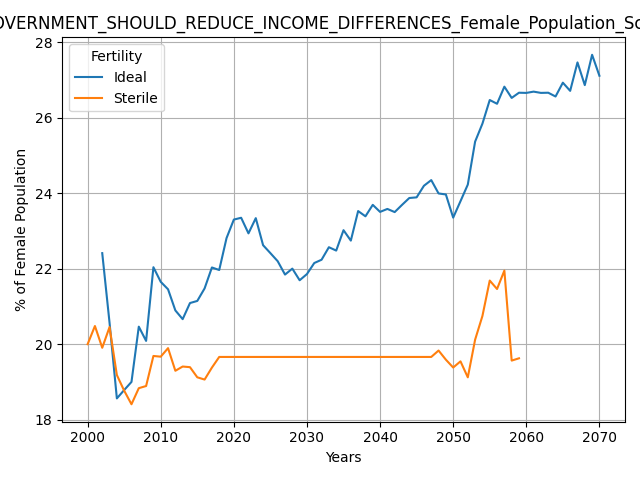 OVERNMENT_SHOULD_REDUCE_INCOME_DIFFERENCES_Female_Population_So
Fertility
Ideal
Sterile
% of Female Population
28
26
24
22
20
18
2000 2010 2020 2030 2040 2050 2060 2070
Years